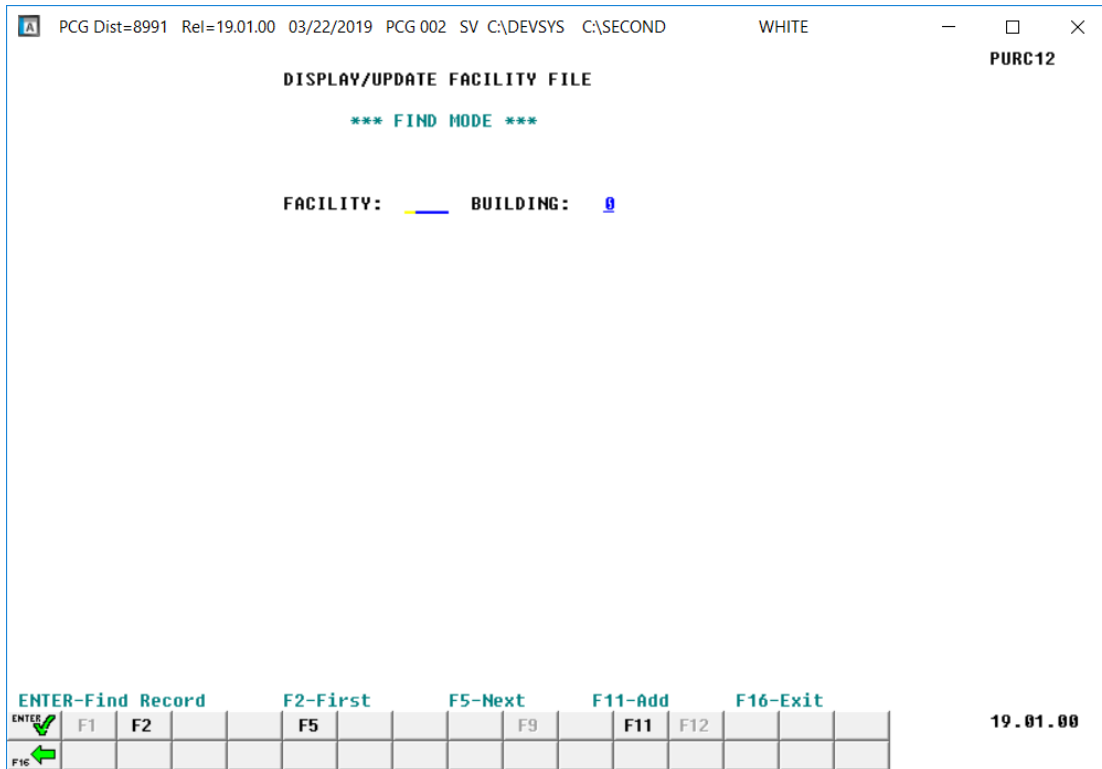 A PCG Dist=8991 Rel=19.01.00 03/22/2019 PCG 002 SV C:\DEVSYS C:\SECOND WHITE
PURC12
DISPLAY/UPDATE FACILITY FILE
*** FIND MODE ***
FACILITY: ____ BUILDING: 0
ENTER-Find Record F2-First F5-Next F11-Add F16-Exit
ENTER F1 F2 F5 F9 F11 F12 19.01.00
F16